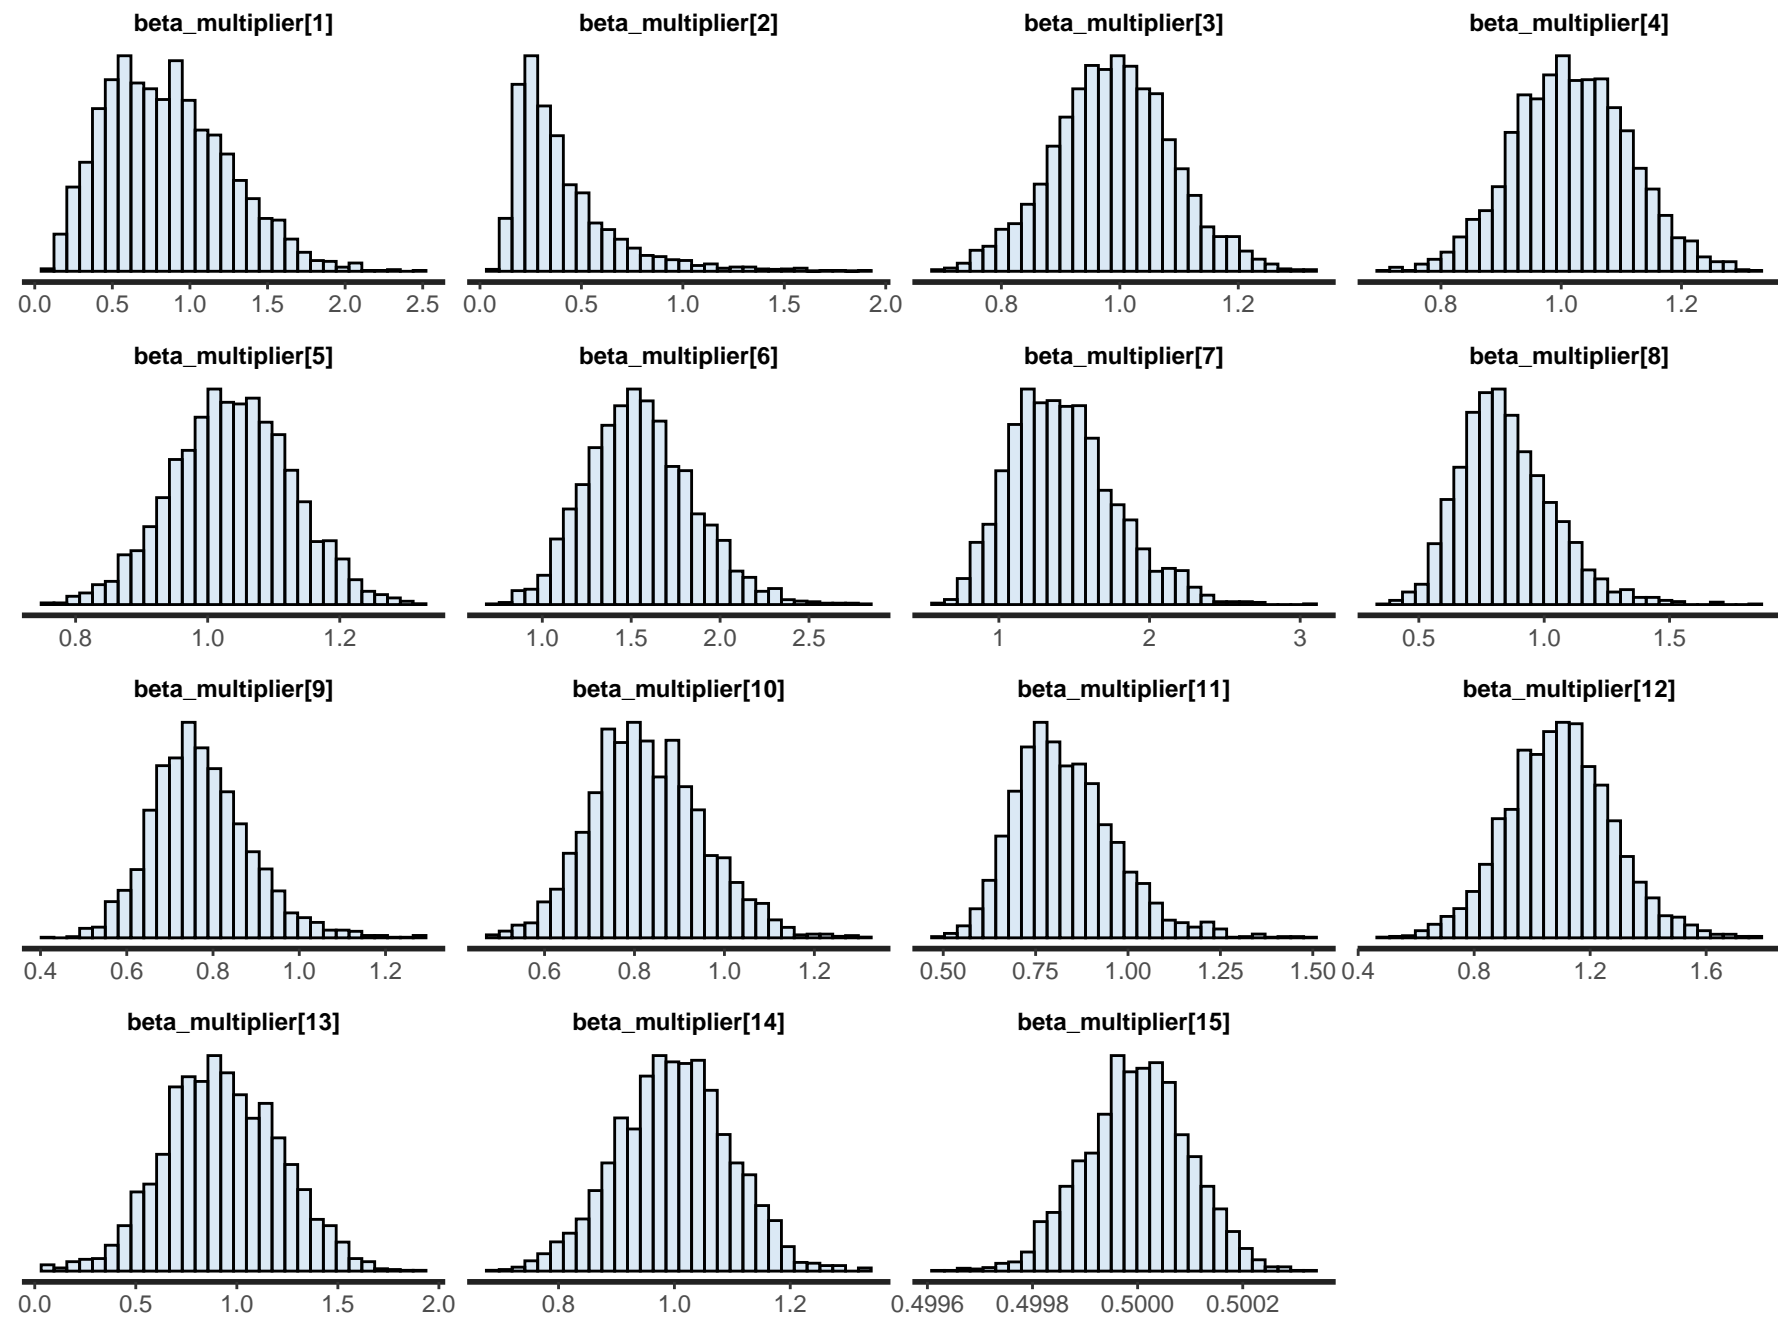 beta_multiplier[1] beta_multiplier[2] beta_multiplier[3] beta_multiplier[4]
0.0 0.5 1.0 1.5 2.0 2.5 0.0 0.5 1.0 1.5 2.0 0.8 1.0 1.2 0.8 1.0 1.2
beta_multiplier[5] beta_multiplier[6] beta_multiplier[7] beta_multiplier[8]
0.8 1.0 1.2 1.0 1.5 2.0 2.5 1 2 3 0.5 1.0 1.5
beta_multiplier[9] beta_multiplier[10] beta_multiplier[11] beta_multiplier[12]
0.4 0.6 0.8 1.0 1.2 0.6 0.8 1.0 1.2 0.50 0.75 1.00 1.25 1.50 0.4 0.8 1.2 1.6
beta_multiplier[13] beta_multiplier[14] beta_multiplier[15]
0.0 0.5 1.0 1.5 2.0 0.8 1.0 1.2 0.4996 0.4998 0.5000 0.5002